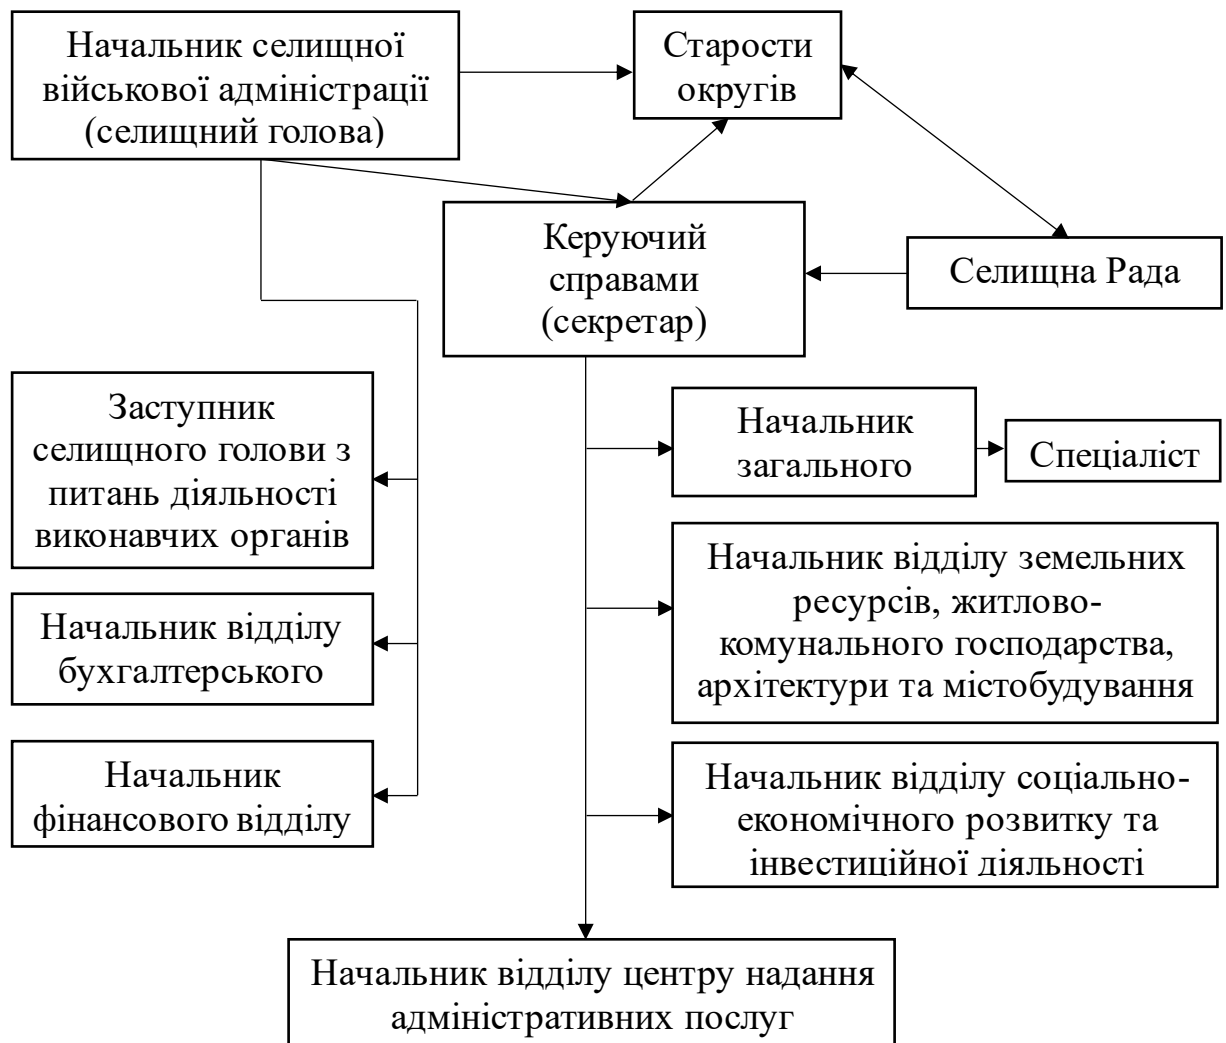 Начальник селищної
військової адміністрації
(селищний голова)
Старости
округів
Керуючий
справами
(секретар)
Селищна Рада
Заступник
селищного голови з
питань діяльності
виконавчих органів
Начальник
загального
Спеціаліст
Начальник відділу земельних
ресурсів, житлово-
комунального господарства,
архітектури та містобудування
Начальник відділу
бухгалтерського
Начальник
фінансового відділу
Начальник відділу соціально-
економічного розвитку та
інвестиційної діяльності
Начальник відділу центру надання
адміністративних послуг